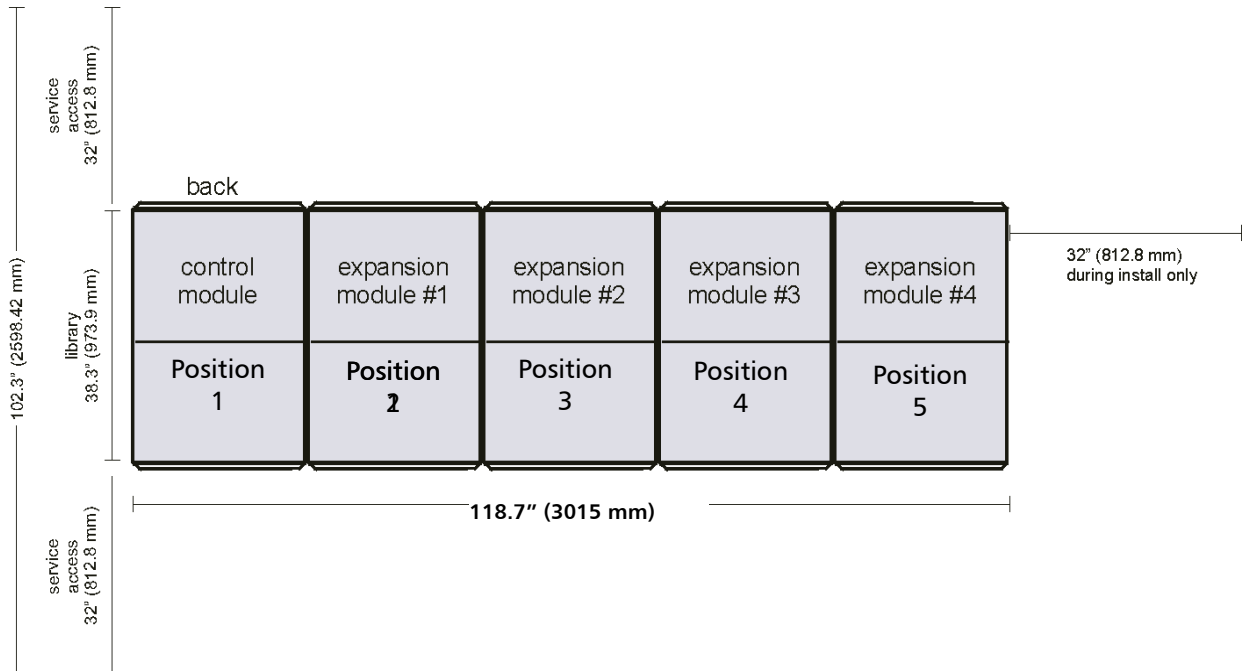 service
access
32" (812.8 mm)
back
control
module
expansion
module #1
expansion
module #2
expansion
module #3
expansion
module #4
32" (812.8 mm)
during install only
102.3" (2598.42 mm)
library
38.3" (973.9 mm)
Position
1
Position
Position
3
Position
4
Position
5
118.7” (3015 mm)
service
access
32" (812.8 mm)